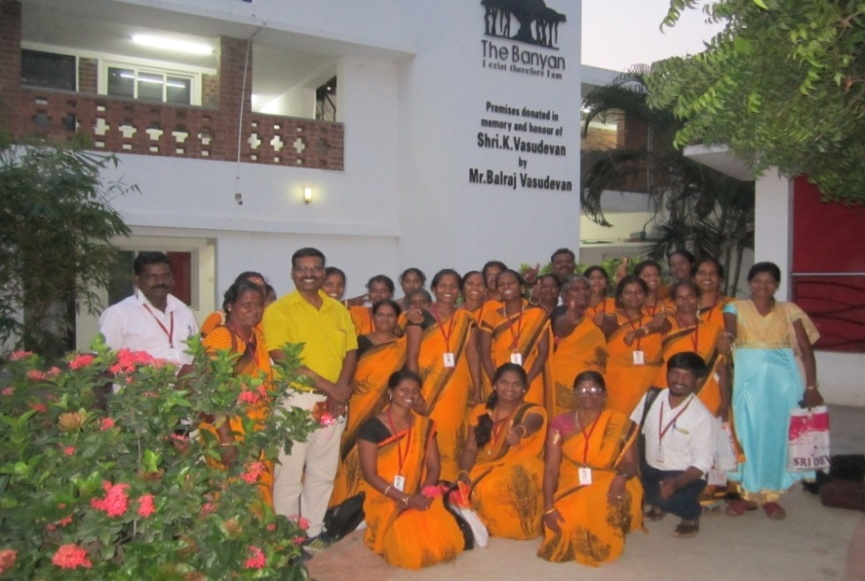 The Banyan
I exist therefore I am
Premises donated in
memory and honour of
Shri.K.Vasudevan
by
Mr.Balraj Vasudevan
SRI DEV